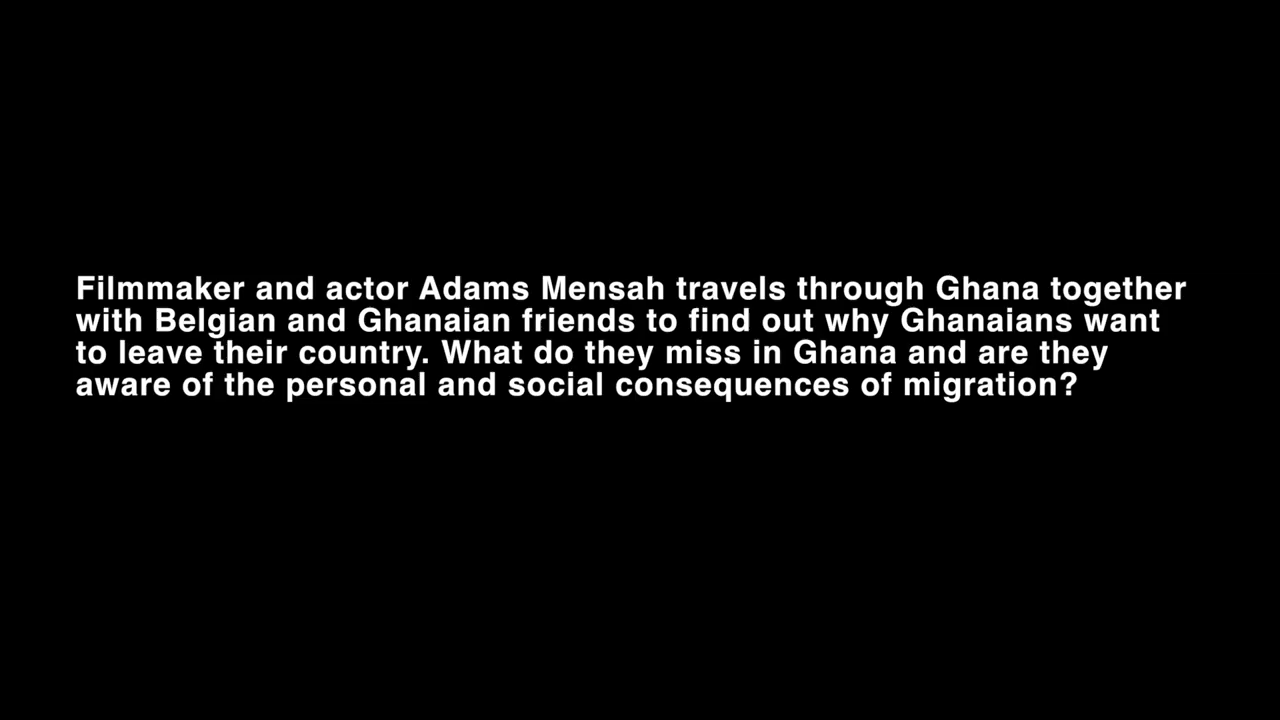 Filmmaker and actor Adams Mensah travels through Ghana together
with Belgian and Ghanaian friends to find out why Ghanaians want
to leave their country. What do they miss in Ghana and are they
aware of the personal and social consequences of migration?